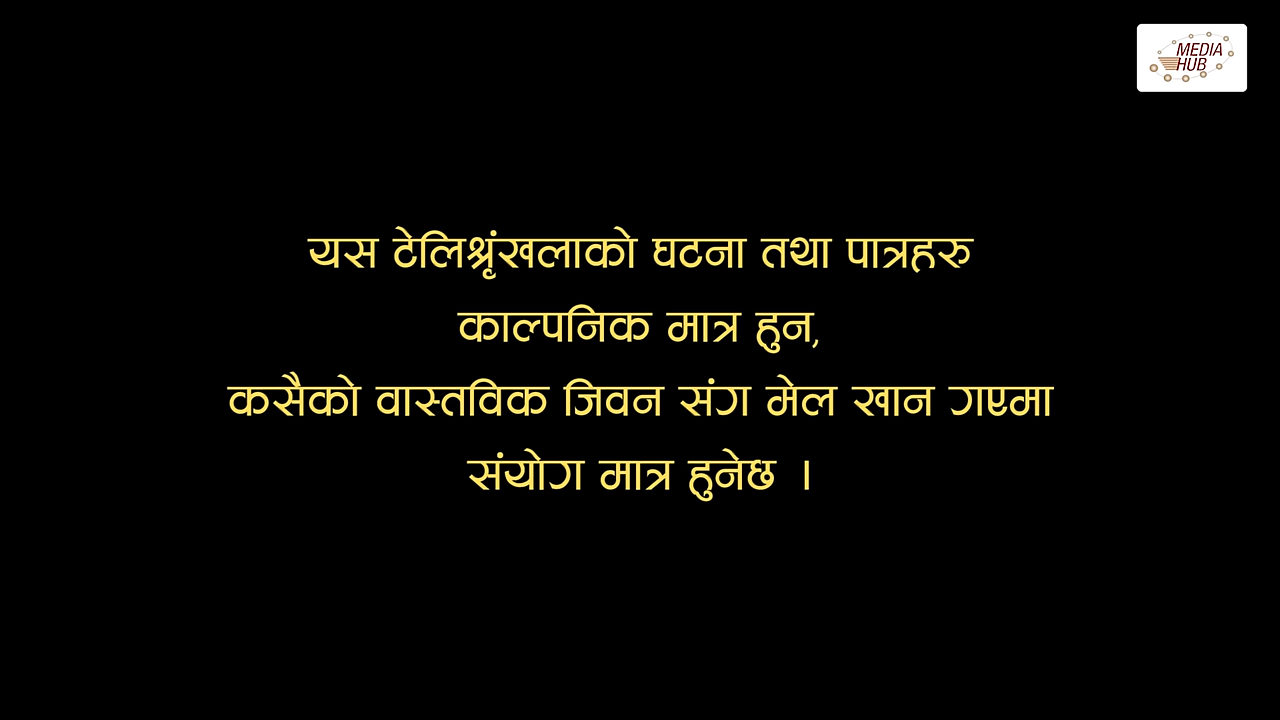 MEDIA
HUB
यस टेलिश्रृंखलाको घटना तथा पात्रहरु
काल्पनिक मात्र हुन,
कसैको वास्तविक जिवन संग मेल खान गएमा
संयोग मात्र हुनेछ ।